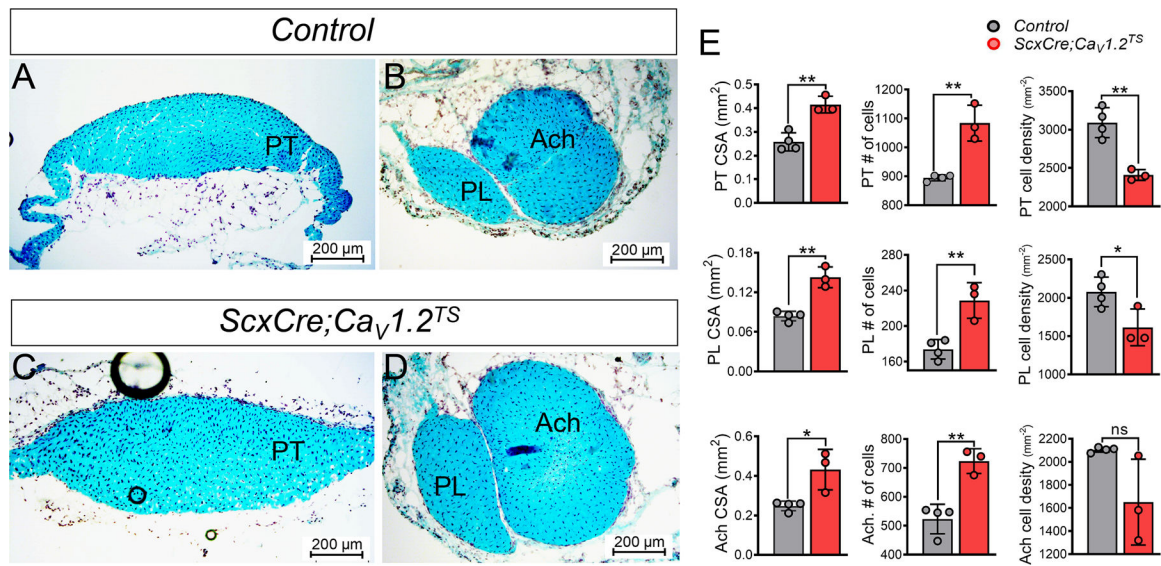 Control
A
PT
200 µm
B
Ach
PL
200 µm
ScxCre;CaV1.2TS
C
PT
200 µm
D
Ach
PL
200 µm
E
Control
ScxCre;CaV1.2TS
PT CSA (mm2)
0.6
0.4
0.3
0.2
0.1
0.0
**
PT # of cells
1100
1000
900
800
**
PT cell density (mm-2)
4000
3000
2500
2000
**
PL CSA (mm2)
0.18
0.12
0.06
0.00
**
PL # of cells
240
200
160
**
PL cell density (mm-2)
2500
2000
1500
1000
*
Ach CSA (mm2)
0.6
0.4
0.2
0.0
*
Ach. # of cells
800
700
600
500
400
**
Ach cell desity (mm-2)
2200
2000
1800
1600
1400
1200
ns